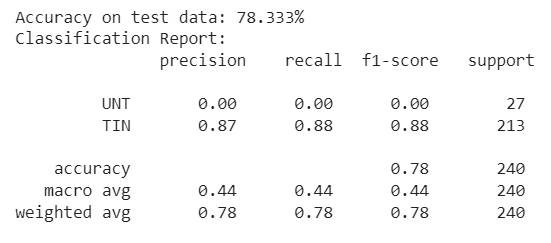 Accuracy on test data: 78.333%
Classification Report:
precision recall f1-score support
UNT 0.00 0.00 0.00 27
TIN 0.87 0.88 0.88 213
accuracy 0.78 240
macro avg 0.44 0.44 0.44 240
weighted avg 0.78 0.78 0.78 240